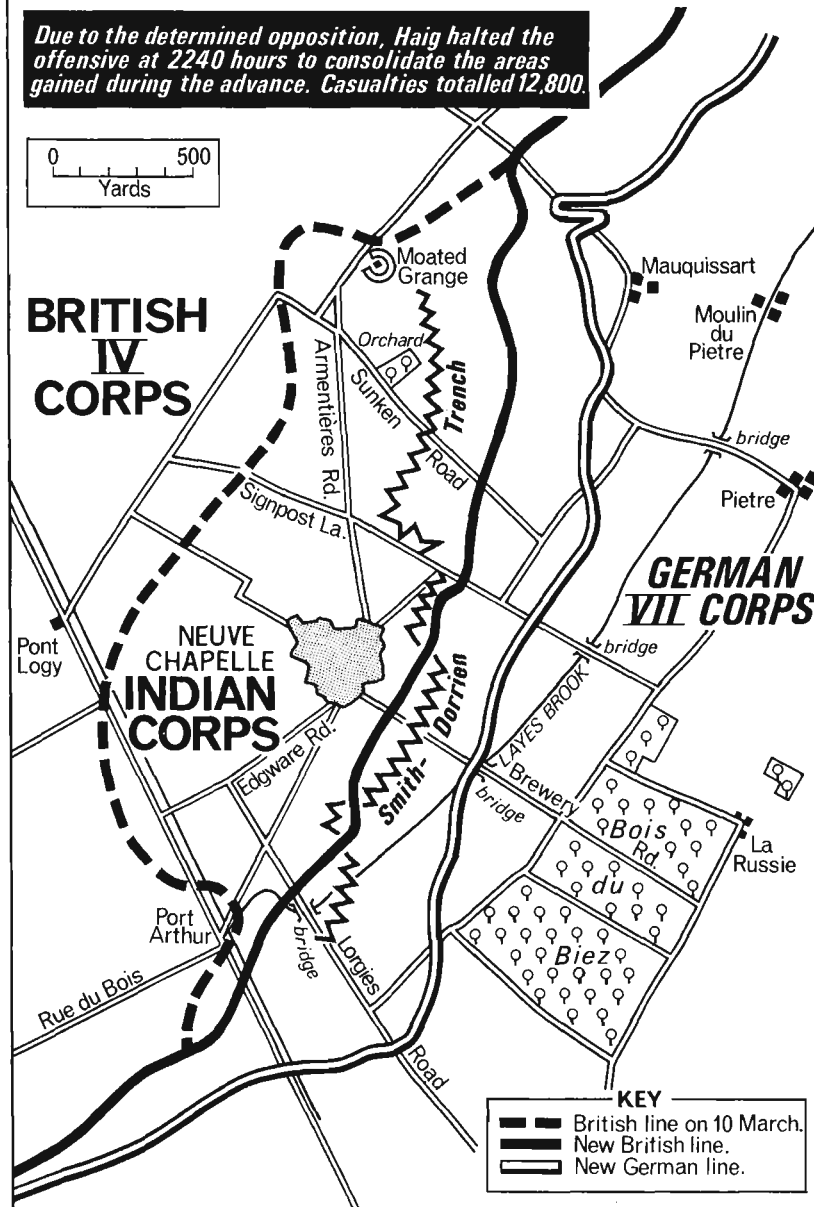 Due to the determined opposition, Haig halted the
offensive at 2240 hours to consolidate the areas
gained during the advance. Casualties totalled 12,800.
0 500
Yards
Moated
Grange
Mauquissart
Moulin
du
Pietre
BRITISH
IV
CORPS
Orchard
Armentières Rd.
Sunken
Road
Trench
bridge
Signpost La.
Pietre
GERMAN
VII CORPS
Pont
Logy
NEUVE
CHAPELLE
INDIAN
CORPS
bridge
Smith-
Dorrien
LAYES BROOK
Edgware Rd.
bridge
Brewery
Rd.
Bois
du
Biez
La
Russie
Port
Arthur
bridge
Lorgies
Road
Rue du Bois
KEY
British line on 10 March.
New British line.
New German line.